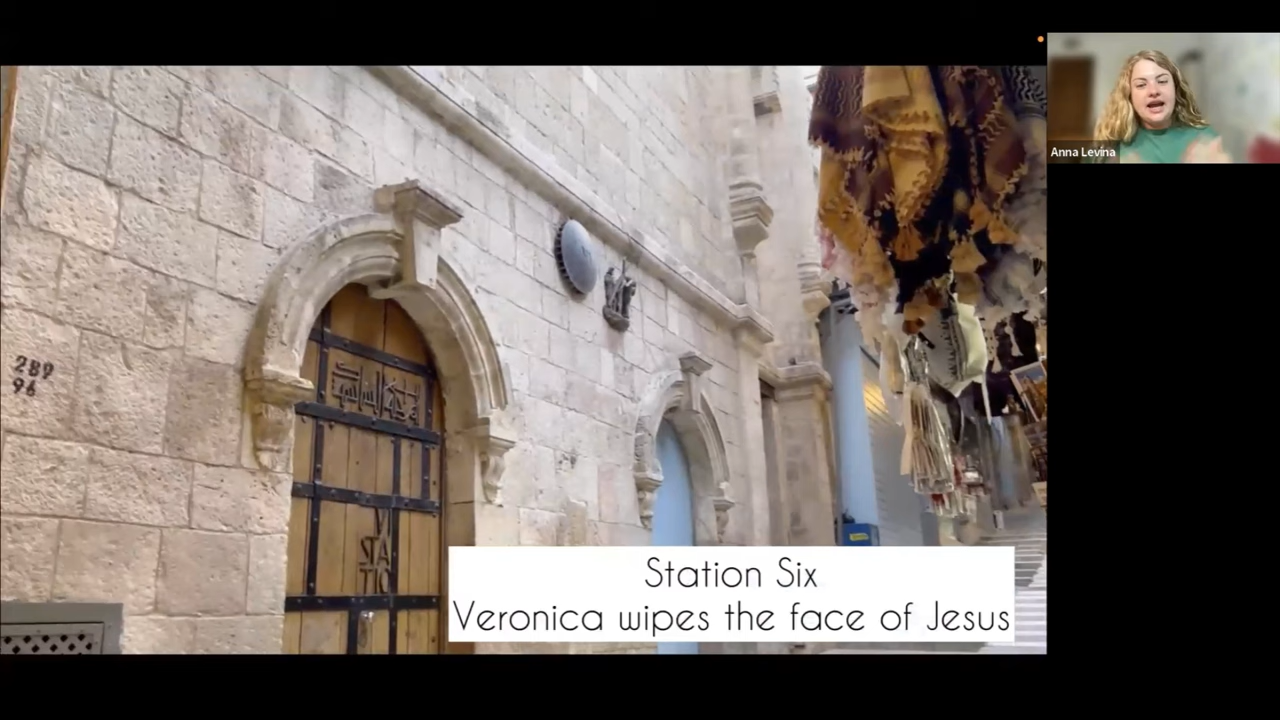 289
96
VI
STA
TIO
Station Six
Veronica wipes the face of Jesus
Anna Levina